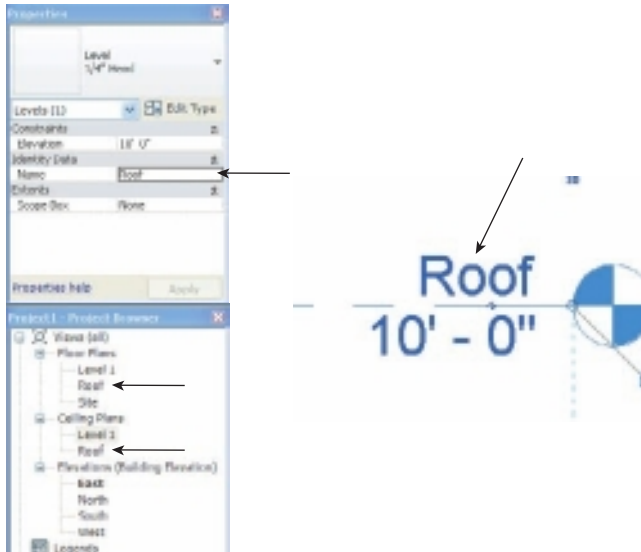 Properties
Level
1/4" Head
Levels (1)
Edit Type
Constraints
Elevation 10' 0"
Identity Data
Name Roof
Extents
Scope Box None
Properties help
Apply
Project1 - Project Browser
Views (all)
Floor Plans
Level 1
Roof
Site
Ceiling Plans
Level 1
Roof
Elevations (Building Elevation)
East
North
South
West
Legends
Roof
10' - 0"